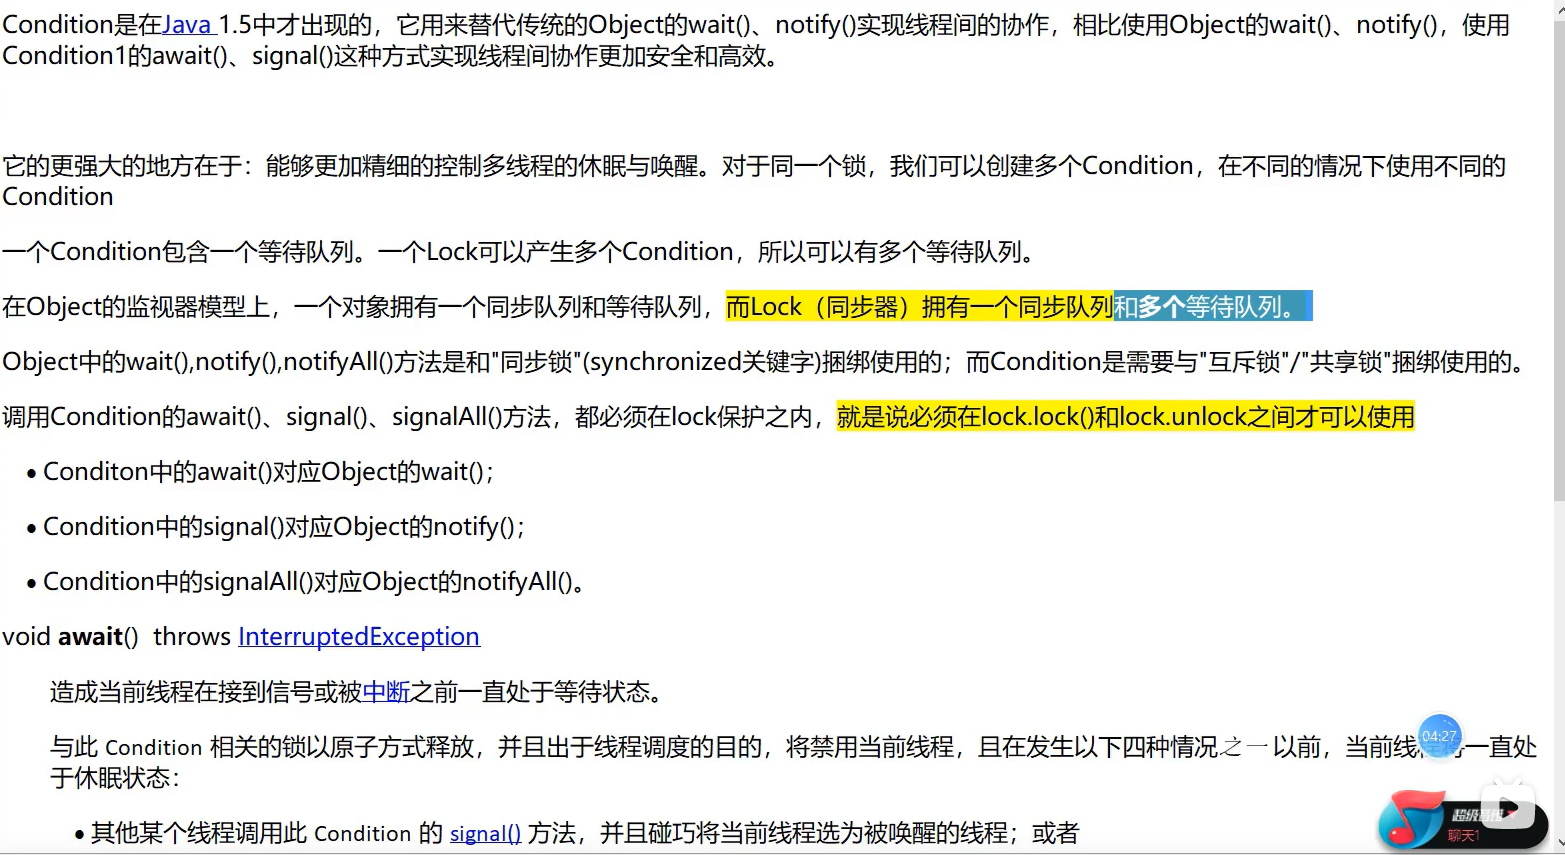 Condition是在Java 1.5中才出现的，它用来替代传统的Object的wait()、notify()实现线程间的协作，相比使用Object的wait()、notify()，使用
Condition1的await()、signal()这种方式实现线程间协作更加安全和高效。
它的更强大的地方在于：能够更加精细的控制多线程的休眠与唤醒。对于同一个锁，我们可以创建多个Condition，在不同的情况下使用不同的
Condition
一个Condition包含一个等待队列。一个Lock可以产生多个Condition，所以可以有多个等待队列。
在Object的监视器模型上，一个对象拥有一个同步队列和等待队列，而Lock（同步器）拥有一个同步队列和多个等待队列。
Object中的wait(),notify(),notifyAll()方法是和"同步锁"(synchronized关键字)捆绑使用的；而Condition是需要与"互斥锁"/"共享锁"捆绑使用的。
调用Condition的await()、signal()、signalAll()方法，都必须在lock保护之内，就是说必须在lock.lock()和lock.unlock之间才可以使用
• Conditon中的await()对应Object的wait()；
• Condition中的signal()对应Object的notify()；
• Condition中的signalAll()对应Object的notifyAll()。
void await() throws InterruptedException
造成当前线程在接到信号或被中断之前一直处于等待状态。
与此 Condition 相关的锁以原子方式释放，并且出于线程调度的目的，将禁用当前线程，且在发生以下四种情况之一 以前，当前线程将一直处
于休眠状态：
04:27
• 其他某个线程调用此 Condition 的 signal() 方法，并且碰巧将当前线程选为被唤醒的线程；或者
聊天1